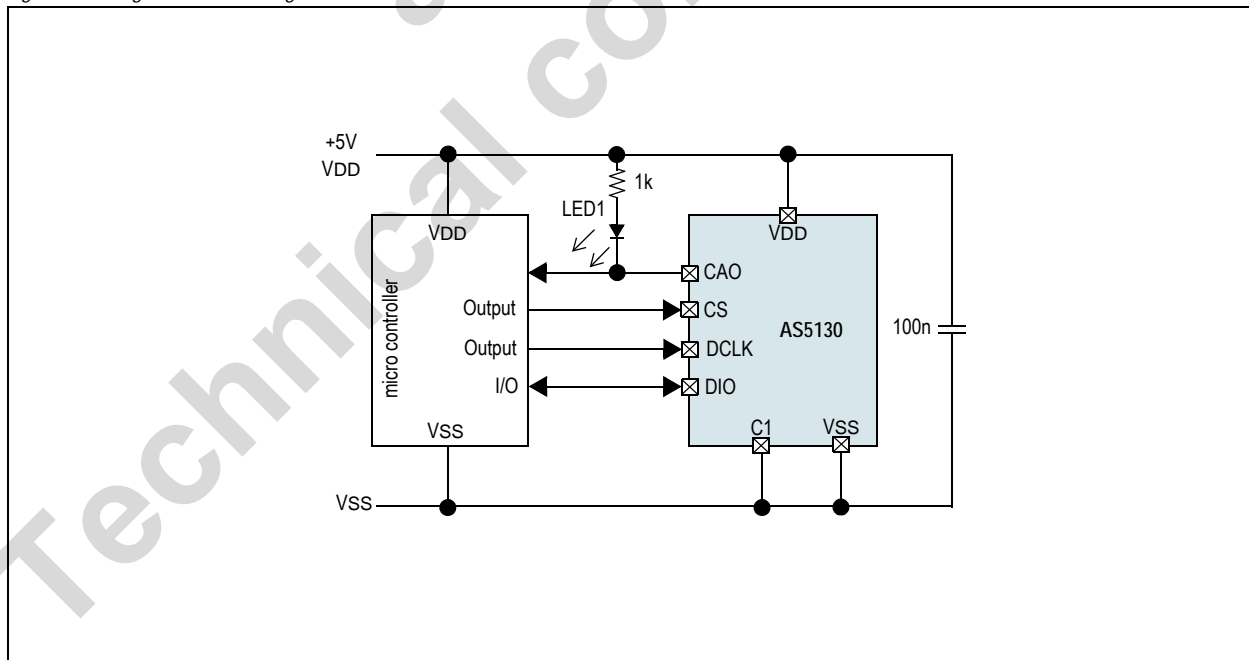 +5V
VDD
1k
LED1
VDD
VDD
micro controller
CAO
Output
CS
AS5130
100n
Output
DCLK
I/O
DIO
VSS
C1
VSS
VSS
Technical co